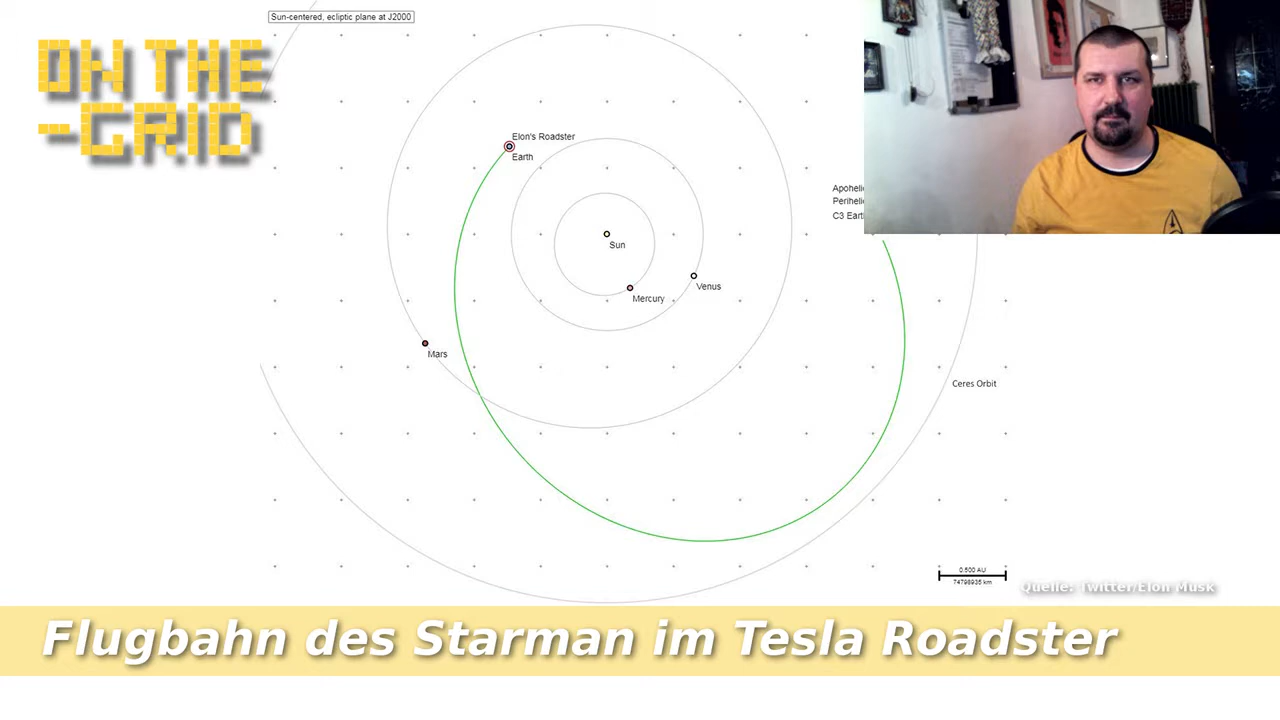 Sun-centered, ecliptic plane at J2000
ON THE
-GRID
Elon's Roadster
Earth
Sun
Mercury
Venus
Mars
C3
Ceres Orbit
0.500 AU
74798935 km
Quelle: Twitter/Elon Musk
Flugbahn des Starman im Tesla Roadster